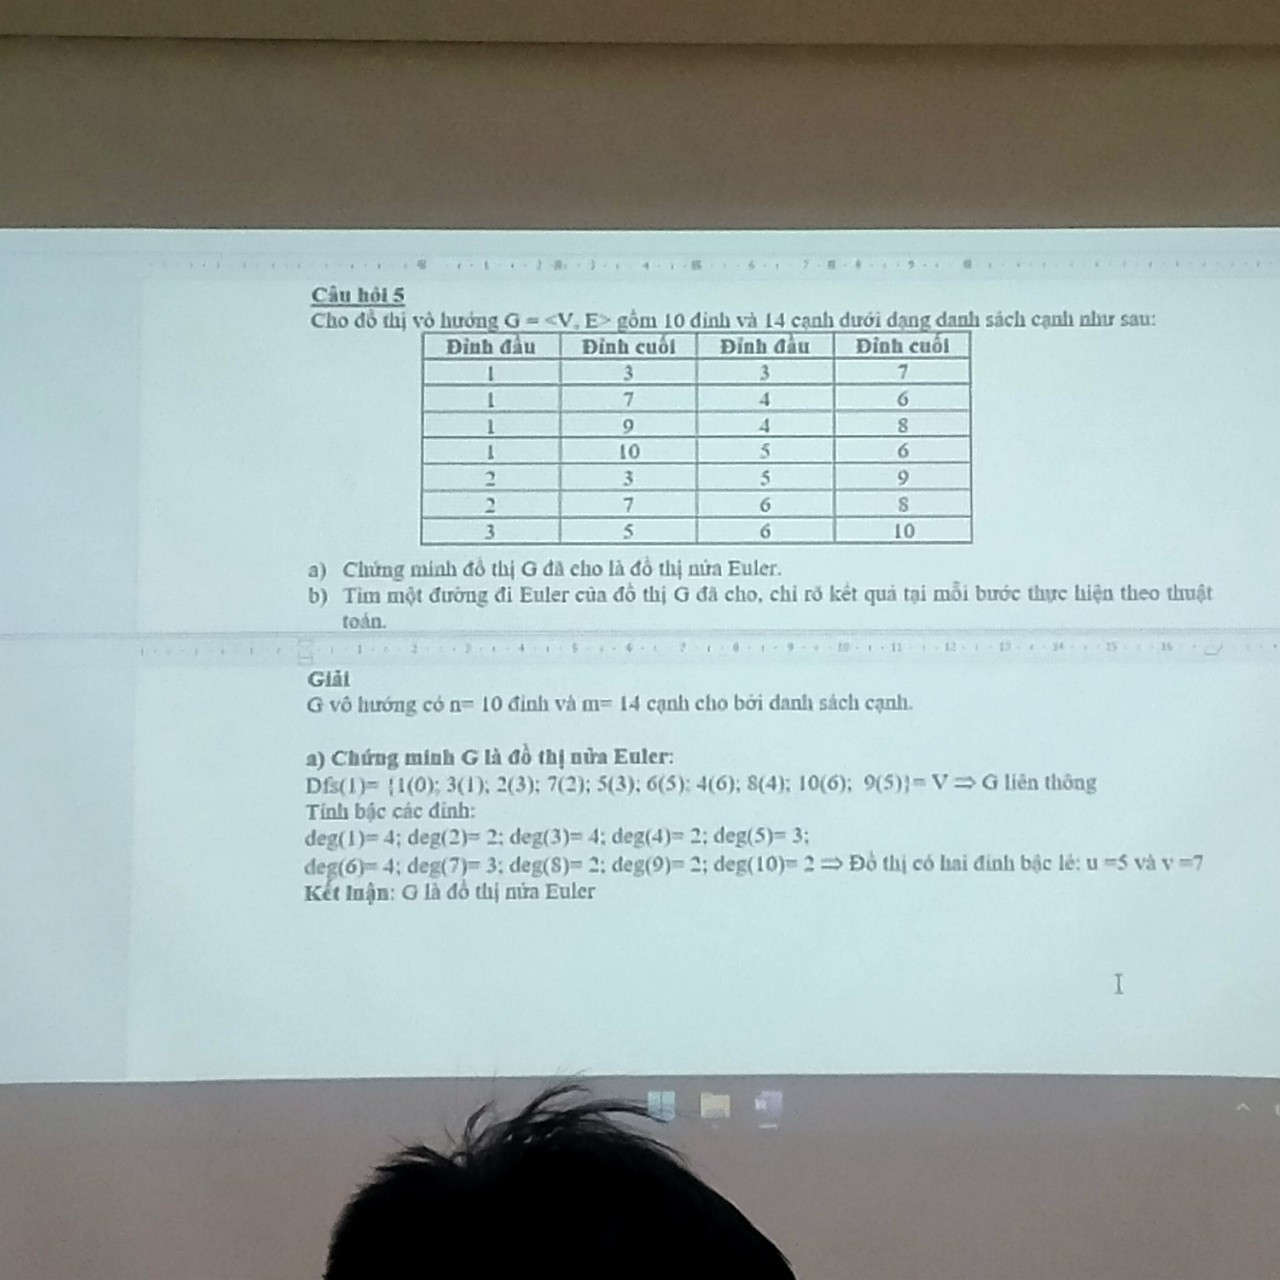 Câu hỏi 5
Cho đồ thị vô hướng G = <V, E> gồm 10 đỉnh và 14 cạnh dưới dạng danh sách cạnh như sau:
Đỉnh đầu Đỉnh cuối Đỉnh đầu Đỉnh cuối
1 3 3 7
1 7 4 6
1 9 4 8
1 10 5 6
2 3 5 9
2 7 6 8
3 5 6 10
a) Chứng minh đồ thị G đã cho là đồ thị nửa Euler.
b) Tìm một đường đi Euler của đồ thị G đã cho, chỉ rõ kết quả tại mỗi bước thực hiện theo thuật
toán.
Giải
G vô hướng có n= 10 đỉnh và m= 14 cạnh cho bởi danh sách cạnh.
a) Chứng minh G là đồ thị nửa Euler:
Dfs(1)= {1(0); 3(1); 2(3); 7(2); 5(3); 6(5); 4(6); 8(4); 10(6); 9(5)}= V ⇒ G liên thông
Tính bậc các đỉnh:
deg(1)= 4; deg(2)= 2; deg(3)= 4; deg(4)= 2; deg(5)= 3;
deg(6)= 4; deg(7)= 3; deg(8)= 2; deg(9)= 2; deg(10)= 2 ⇒ Đồ thị có hai đỉnh bậc lẻ: u =5 và v =7
Kết luận: G là đồ thị nửa Euler